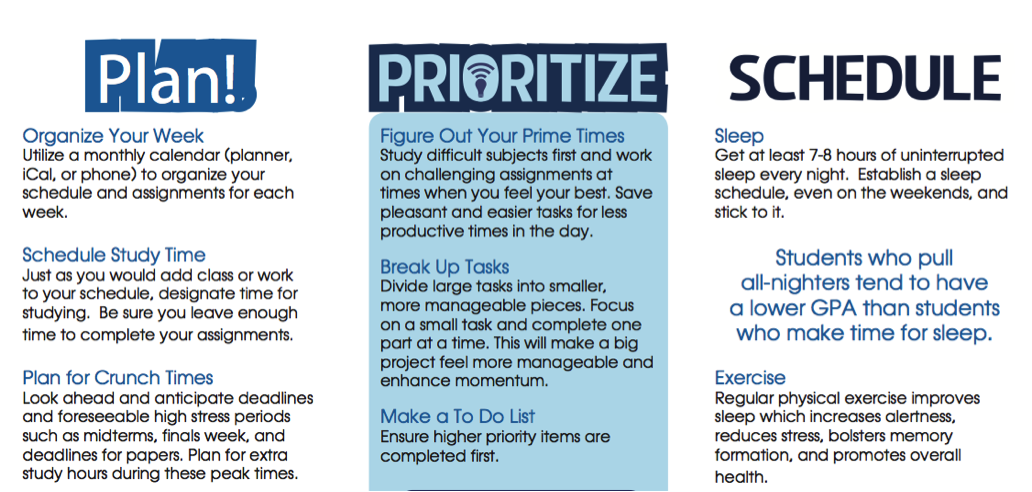 Plan!
Organize Your Week
Utilize a monthly calendar (planner,
iCal, or phone) to organize your
schedule and assignments for each
week.
Schedule Study Time
Just as you would add class or work
to your schedule, designate time for
studying.  Be sure you leave enough
time to complete your assignments.
Plan for Crunch Times
Look ahead and anticipate deadlines
and foreseeable high stress periods
such as midterms, finals week, and
deadlines for papers. Plan for extra
study hours during these peak times.
PRIORITIZE
Figure Out Your Prime Times
Study difficult subjects first and work
on challenging assignments at
times when you feel your best. Save
pleasant and easier tasks for less
productive times in the day.
Break Up Tasks
Divide large tasks into smaller,
more manageable pieces. Focus
on a small task and complete one
part at a time. This will make a big
project feel more manageable and
enhance momentum.
Make a To Do List
Ensure higher priority items are
completed first.
SCHEDULE
Sleep
Get at least 7-8 hours of uninterrupted
sleep every night.  Establish a sleep
schedule, even on the weekends, and
stick to it.
Students who pull
all-nighters tend to have
a lower GPA than students
who make time for sleep.
Exercise
Regular physical exercise improves
sleep which increases alertness,
reduces stress, bolsters memory
formation, and promotes overall
health.